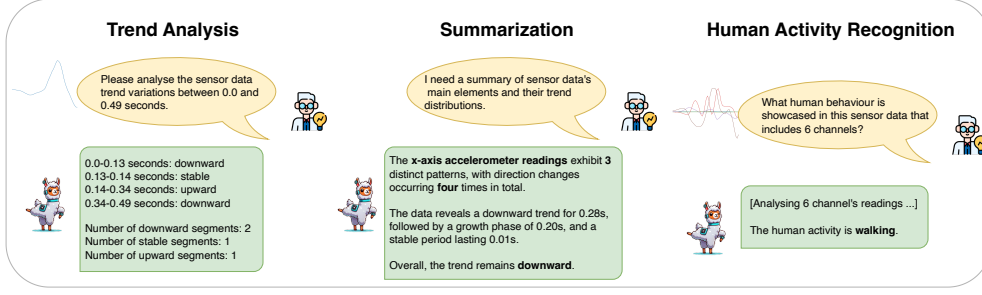 Trend Analysis
Please analyse the sensor data
trend variations between 0.0 and
0.49 seconds.
0.0-0.13 seconds: downward
0.13-0.14 seconds: stable
0.14-0.34 seconds: upward
0.34-0.49 seconds: downward
Number of downward segments: 2
Number of stable segments: 1
Number of upward segments: 1
Summarization
I need a summary of sensor data's
main elements and their trend
distributions.
The x-axis accelerometer readings exhibit 3
distinct patterns, with direction changes
occurring four times in total.
The data reveals a downward trend for 0.28s,
followed by a growth phase of 0.20s, and a
stable period lasting 0.01s.
Overall, the trend remains downward.
Human Activity Recognition
What human behaviour is
showcased in this sensor data that
includes 6 channels?
[Analysing 6 channel's readings ...]
The human activity is walking.